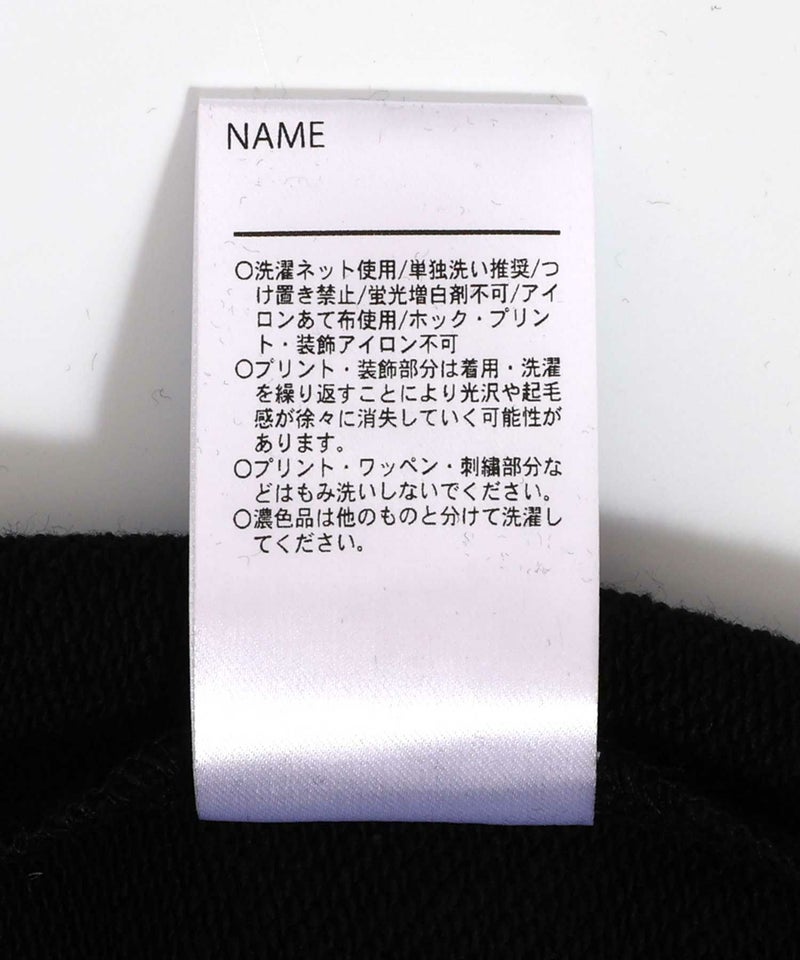 NAME
○洗濯ネット使用/単独洗い推奨/つ
け置き禁止/蛍光増白剤不可/アイ
ロンあて布使用/ホック・プリン
ト・装飾アイロン不可
○プリント・装飾部分は着用・洗濯
を繰り返すことにより光沢や起毛
感が徐々に消失していく可能性が
あります。
○プリント・ワッペン・刺繍部分な
どはもみ洗いしないでください。
○濃色品は他のものと分けて洗濯し
てください。